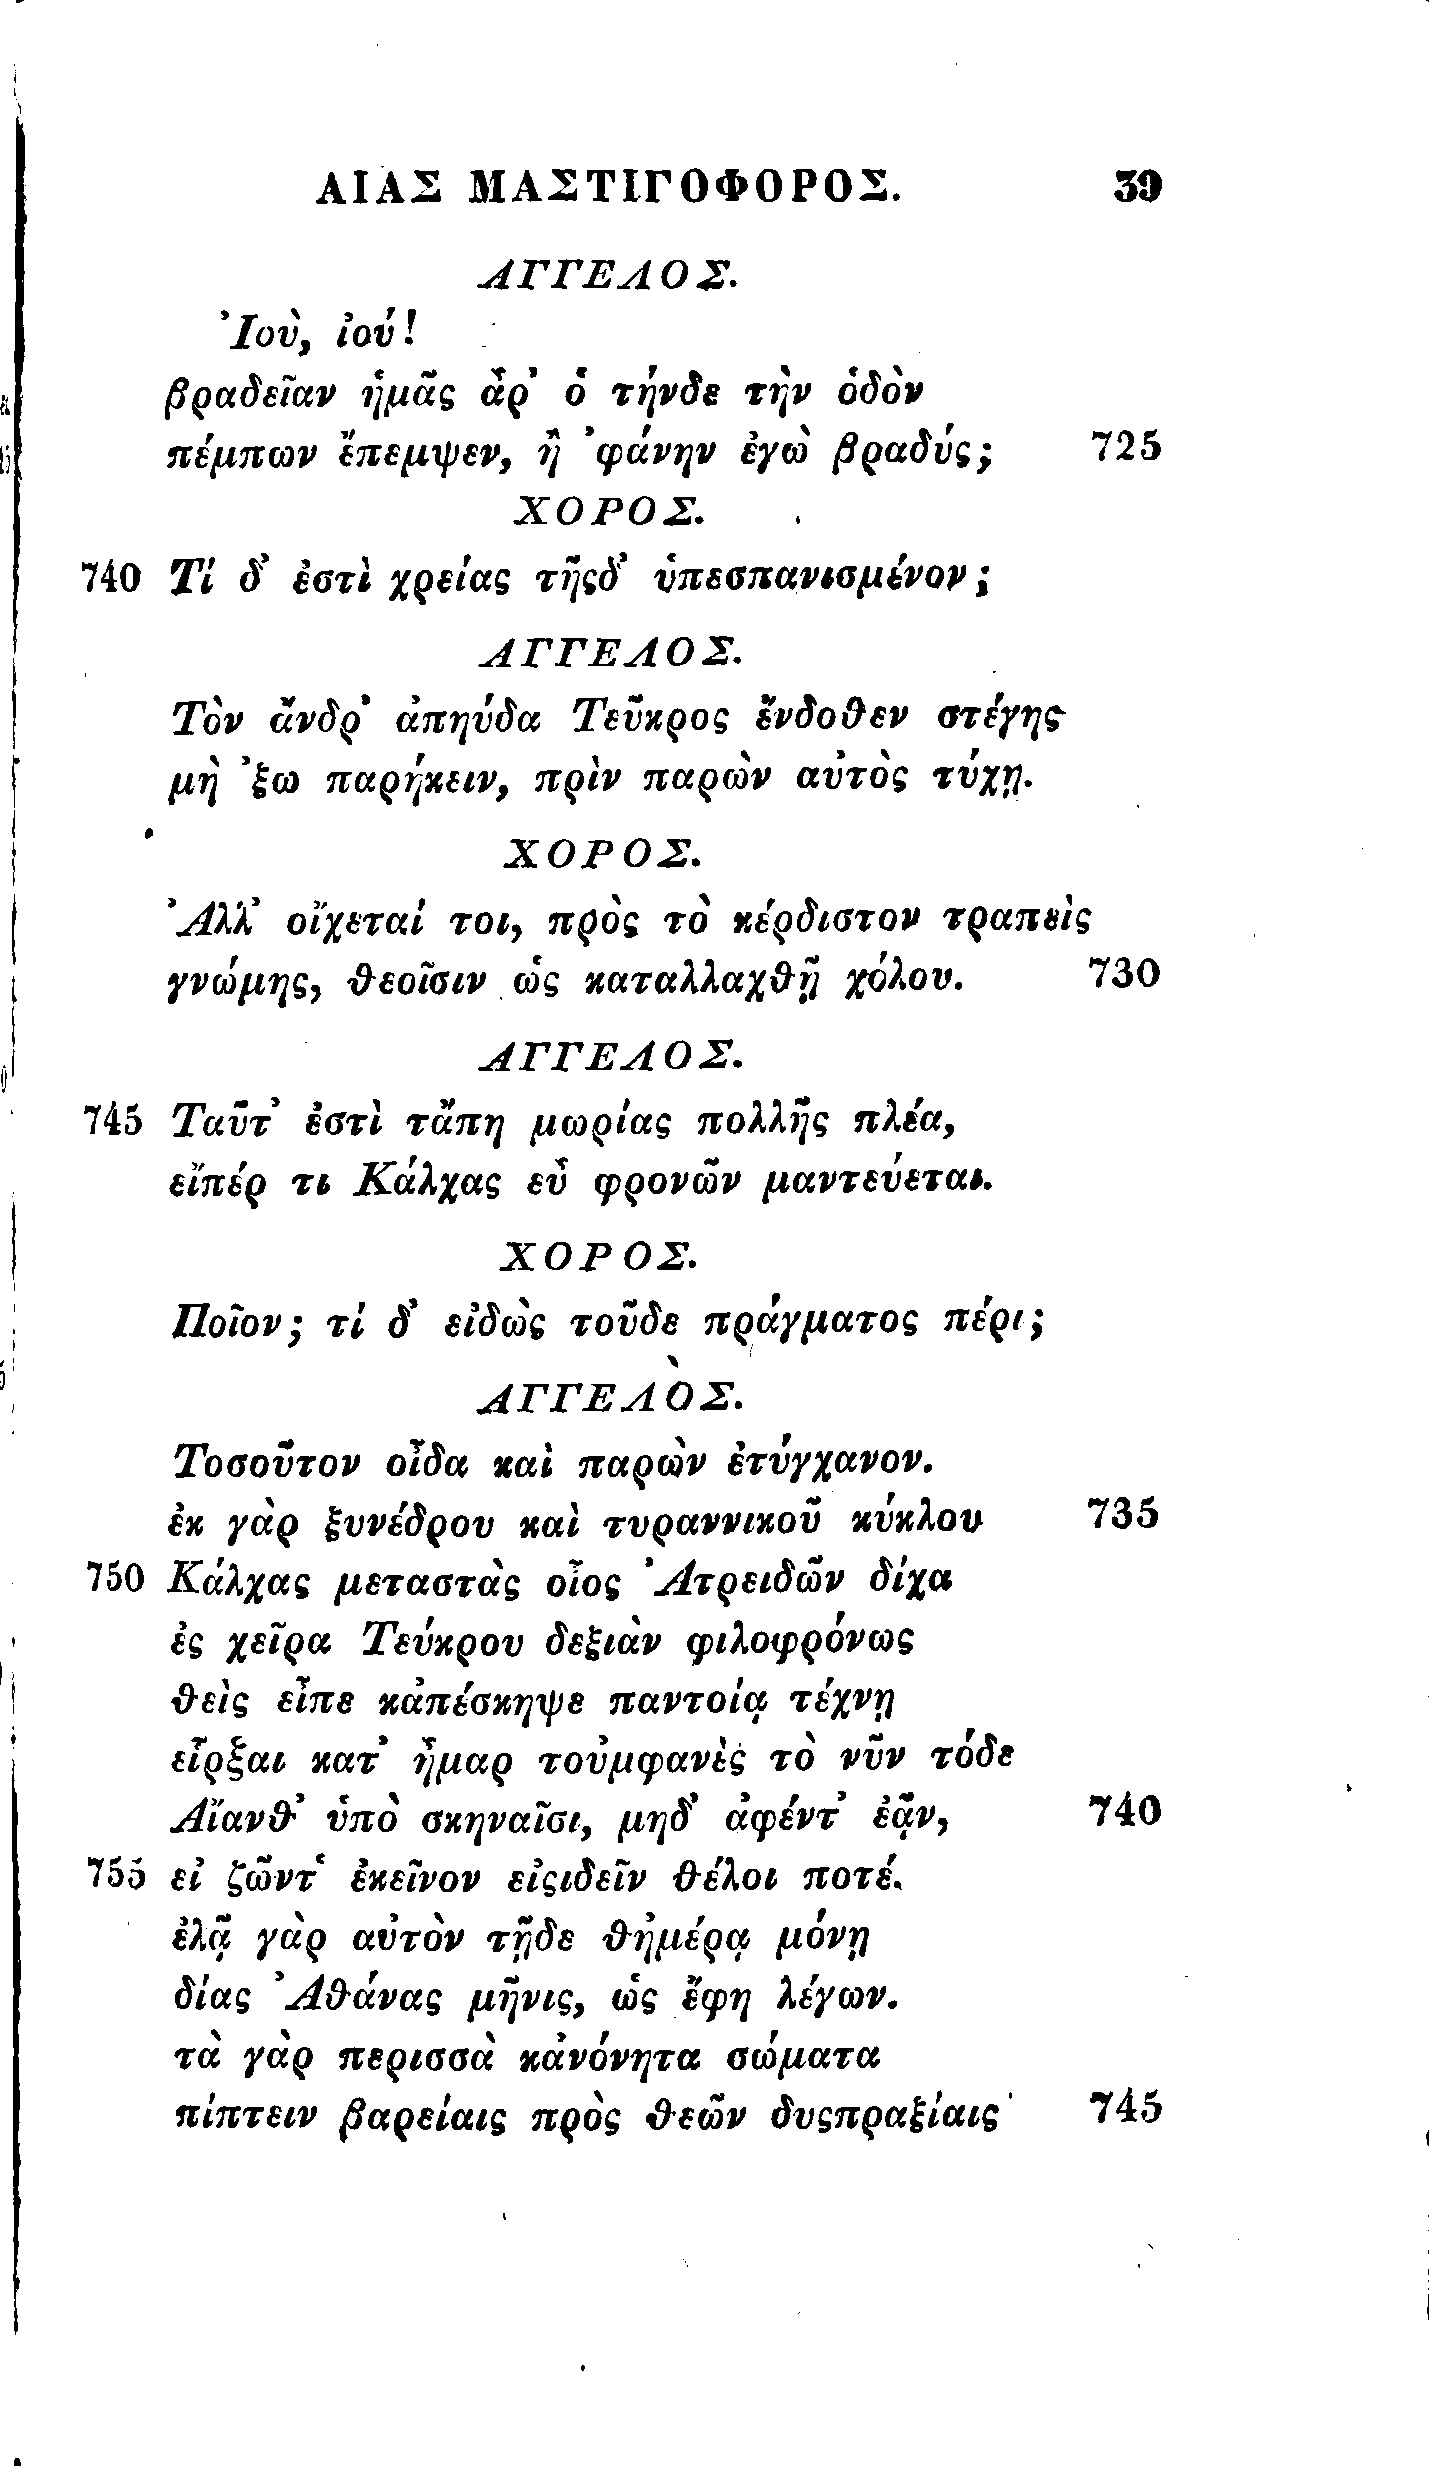 ΑΙΑΣ ΜΑΣΤΙΓΟΦΟΡΟΣ. 39
ΑΓΓΕΛΟΣ.
Ἰοὺ, ἰού!
βραδεῖαν ἡμᾶς ἆρ’ ὁ τήνδε τὴν ὁδὸν
πέμπων ἔπεμψεν, ἢ ’φάνην ἐγὼ βραδύς; 725
ΧΟΡΟΣ.
740 Τί δ’ ἐστὶ χρείας τῆςδ’ ὑπεσπανισμένον;
ΑΓΓΕΛΟΣ.
Τὸν ἄνδρ’ ἀπηύδα Τεῦκρος ἔνδοθεν στέγης
μὴ ’ξω παρήκειν, πρὶν παρὼν αὐτὸς τύχῃ.
ΧΟΡΟΣ.
Ἀλλ’ οἴχεταί τοι, πρὸς τὸ κέρδιστον τραπεὶς
γνώμης, θεοῖσιν ὡς καταλλαχθῇ χόλου. 730
ΑΓΓΕΛΟΣ.
745 Ταῦτ’ ἐστὶ τἄπη μωρίας πολλῆς πλέα,
εἴπέρ τι Κάλχας εὖ φρονῶν μαντεύεται.
ΧΟΡΟΣ.
Ποῖον; τί δ’ εἰδὼς τοῦδε πράγματος πέρι;
ΑΓΓΕΛΟΣ.
Τοσοῦτον οἶδα καὶ παρὼν ἐτύγχανον.
ἐκ γὰρ ξυνέδρου καὶ τυραννικοῦ κύκλου 735
750 Κάλχας μεταστὰς οἶος Ἀτρειδῶν δίχα
ἐς χεῖρα Τεύκρου δεξιὰν φιλοφρόνως
θεὶς εἶπε κἀπέσκηψε παντοίᾳ τέχνῃ
εἶρξαι κατ’ ἦμαρ τοὐμφανὲς τὸ νῦν τόδε
Αἴανθ’ ὑπὸ σκηναῖσι, μηδ’ ἀφέντ’ ἐᾷν, 740
755 εἰ ζῶντ‘ ἐκεῖνον εἰςιδεῖν θέλοι ποτέ.
ἐλᾷ γὰρ αὐτὸν τῇδε θἠμέρᾳ μόνῃ
δίας Ἀθάνας μῆνις, ὡς ἔφη λέγων.
τὰ γὰρ περισσὰ κἀνόνητα σώματα
πίπτειν βαρείαις πρὸς θεῶν δυςπραξίαις 745